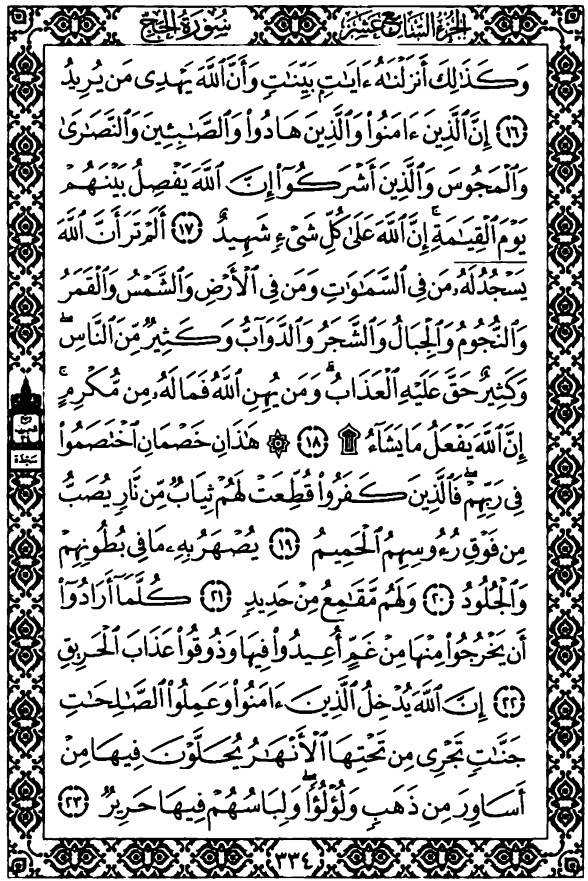 الجزء السابع عشر سورة الحج
وَكَذَٰلِكَ أَنزَلْنَٰهُ ءَايَٰتٍۭ بَيِّنَٰتٍ وَأَنَّ ٱللَّهَ يَهْدِى مَن يُرِيدُ
١٦ إِنَّ ٱلَّذِينَ ءَامَنُوا۟ وَٱلَّذِينَ هَادُوا۟ وَٱلصَّٰبِـِٔينَ وَٱلنَّصَٰرَىٰ
وَٱلْمَجُوسَ وَٱلَّذِينَ أَشْرَكُوٓا۟ إِنَّ ٱللَّهَ يَفْصِلُ بَيْنَهُمْ
يَوْمَ ٱلْقِيَٰمَةِ ۚ إِنَّ ٱللَّهَ عَلَىٰ كُلِّ شَىْءٍ شَهِيدٌ ١٧ أَلَمْ تَرَ أَنَّ ٱللَّهَ
يَسْجُدُ لَهُۥ مَن فِى ٱلسَّمَٰوَٰتِ وَمَن فِى ٱلْأَرْضِ وَٱلشَّمْسُ وَٱلْقَمَرُ
وَٱلنُّجُومُ وَٱلْجِبَالُ وَٱلشَّجَرُ وَٱلدَّوَآبُّ وَكَثِيرٌ مِّنَ ٱلنَّاسِ ۖ
وَكَثِيرٌ حَقَّ عَلَيْهِ ٱلْعَذَابُ ۗ وَمَن يُهِنِ ٱللَّهُ فَمَا لَهُۥ مِن مُّكْرِمٍ ۚ
إِنَّ ٱللَّهَ يَفْعَلُ مَا يَشَآءُ ۩ ١٨ ۞ هَٰذَانِ خَصْمَانِ ٱخْتَصَمُوا۟
فِى رَبِّهِمْ ۖ فَٱلَّذِينَ كَفَرُوا۟ قُطِّعَتْ لَهُمْ ثِيَابٌ مِّن نَّارٍ يُصَبُّ
مِن فَوْقِ رُءُوسِهِمُ ٱلْحَمِيمُ ١٩ يُصْهَرُ بِهِۦ مَا فِى بُطُونِهِمْ
وَٱلْجُلُودُ ٢٠ وَلَهُم مَّقَٰمِعُ مِنْ حَدِيدٍ ٢١ كُلَّمَآ أَرَادُوٓا۟
أَن يَخْرُجُوا۟ مِنْهَا مِنْ غَمٍّ أُعِيدُوا۟ فِيهَا وَذُوقُوا۟ عَذَابَ ٱلْحَرِيقِ
٢٢ إِنَّ ٱللَّهَ يُدْخِلُ ٱلَّذِينَ ءَامَنُوا۟ وَعَمِلُوا۟ ٱلصَّٰلِحَٰتِ
جَنَّٰتٍ تَجْرِى مِن تَحْتِهَا ٱلْأَنْهَٰرُ يُحَلَّوْنَ فِيهَا مِنْ
أَسَاوِرَ مِن ذَهَبٍ وَلُؤْلُؤًا ۖ وَلِبَاسُهُمْ فِيهَا حَرِيرٌ ٢٣
سجدة
٣٣٤